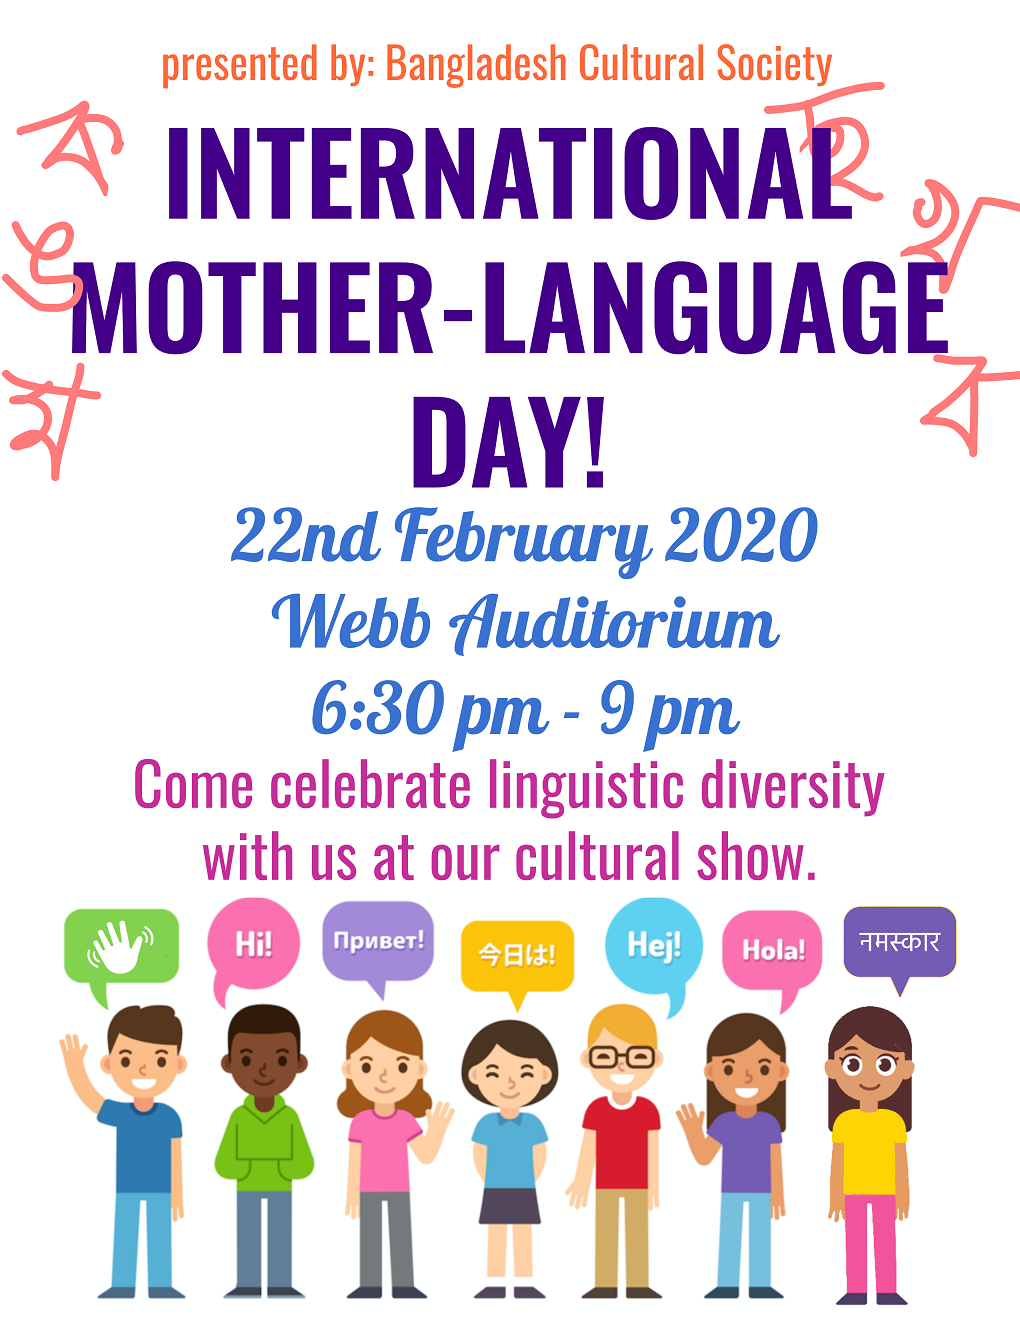 presented by: Bangladesh Cultural Society
ক
হ
INTERNATIONAL
খ
ঙ
MOTHER-LANGUAGE
ষ
ব
DAY!
22nd February 2020
Webb Auditorium
6:30 pm - 9 pm
Come celebrate linguistic diversity
with us at our cultural show.
Hi!
Привет!
今日は!
Hej!
Hola!
नमस्कार